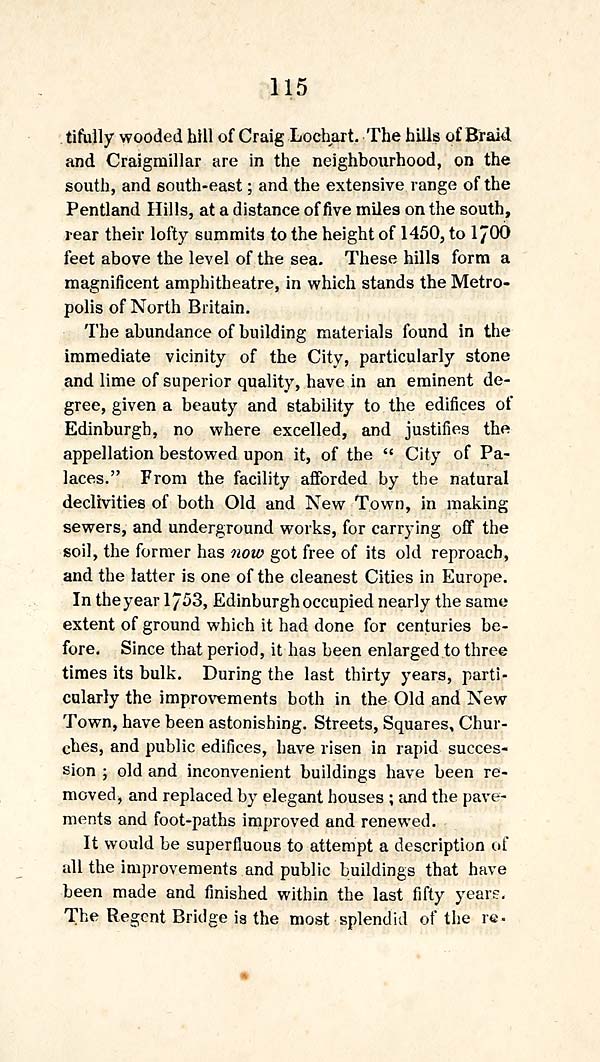 115
tifully wooded hill of Craig Lochart. The hills of Braid
and Craigmillar are in the neighbourhood, on the
south, and south-east; and the extensive range of the
Pentland Hills, at a distance of five miles on the south,
rear their lofty summits to the height of 1450, to 1700
feet above the level of the sea. These hills form a
magnificent amphitheatre, in which stands the Metro-
polis of North Britain.
The abundance of building materials found in the
immediate vicinity of the City, particularly stone
and lime of superior quality, have in an eminent de-
gree, given a beauty and stability to the edifices of
Edinburgh, no where excelled, and justifies the
appellation bestowed upon it, of the “ City of Pa-
laces.” From the facility afforded by the natural
declivities of both Old and New Town, in making
sewers, and underground works, for carrying off the
soil, the former has now got free of its old reproach,
and the latter is one of the cleanest Cities in Europe.
In the year 1753, Edinburgh occupied nearly the same
extent of ground which it had done for centuries be-
fore. Since that period, it has been enlarged to three
times its bulk. During the last thirty years, parti-
cularly the improvements both in the Old and New
Town, have been astonishing. Streets, Squares, Chur-
ches, and public edifices, have risen in rapid succes-
sion ; old and inconvenient buildings have been re-
moved, and replaced by elegant houses ; and the pave-
ments and foot-paths improved and renewed.
It would be superfluous to attempt a description of
all the improvements and public buildings that have
been made and finished within the last fifty years.
The Regent Bridge is the most splendid of the re-